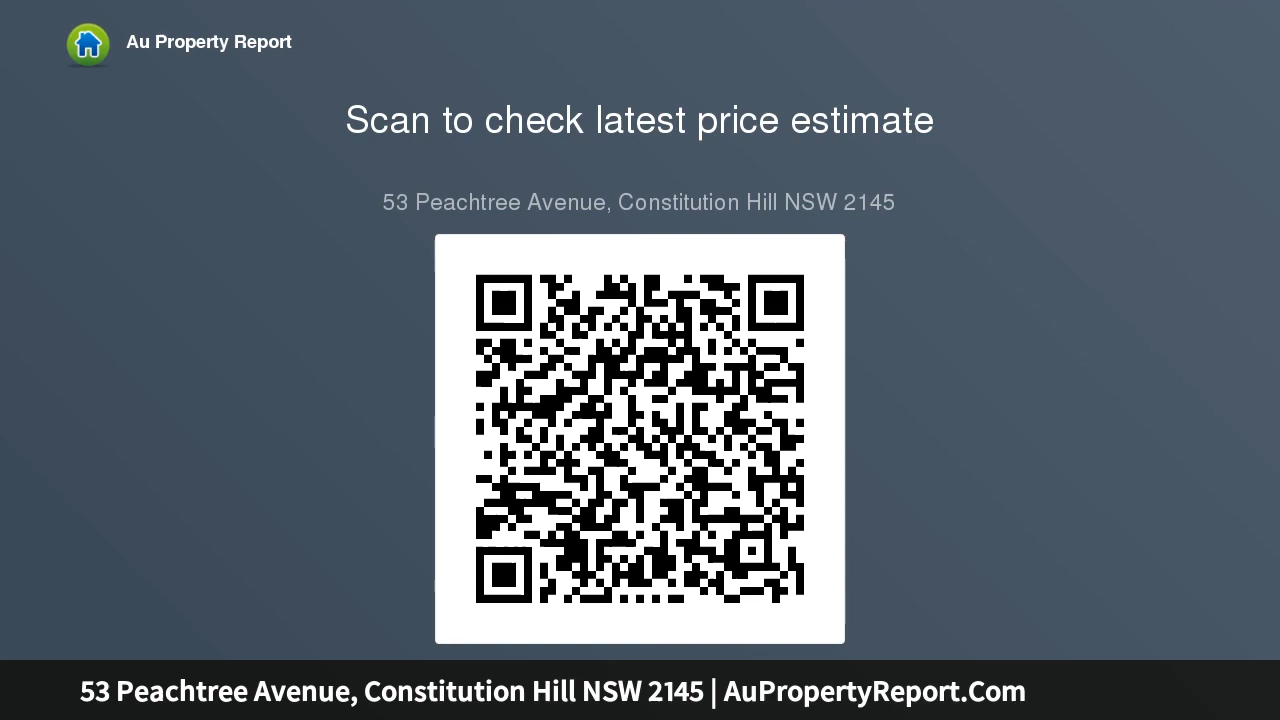 Au Property Report
Scan to check latest price estimate
53 Peachtree Avenue, Constitution Hill NSW 2145
53 Peachtree Avenue, Constitution Hill NSW 2145 | AuPropertyReport.Com